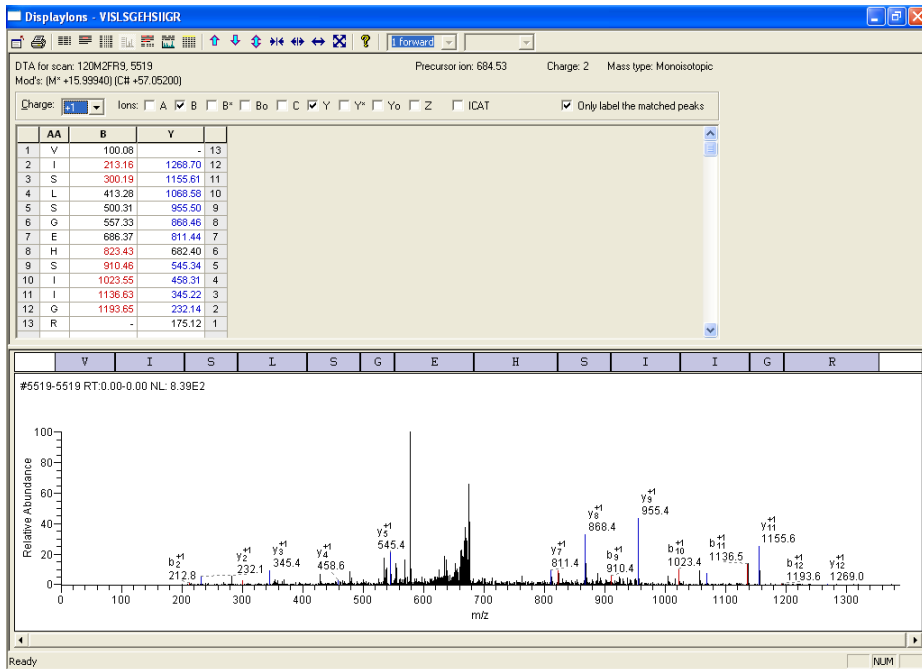 DisplayIons - VISLSGEHSIIGR
1 forward
DTA for scan: 120M2FR9, 5519 Precursor ion: 684.53 Charge: 2 Mass type: Monoisotopic
Mod's: (M* +15.99940) (C# +57.05200)
Charge: +1 Ions: A B B* Bo C Y Y* Yo Z ICAT Only label the matched peaks
AA B Y
1 V 100.08 - 13
2 I 213.16 1268.70 12
3 S 300.19 1155.61 11
4 L 413.28 1068.58 10
5 S 500.31 955.50 9
6 G 557.33 868.46 8
7 E 686.37 811.44 7
8 H 823.43 682.40 6
9 S 910.46 545.34 5
10 I 1023.55 458.31 4
11 I 1136.63 345.22 3
12 G 1193.65 232.14 2
13 R - 175.12 1
V I S L S G E H S I I G R
#5519-5519 RT:0.00-0.00 NL: 8.39E2
Relative Abundance
100
80
60
40
20
0
b2+1 212.8
y2+1 232.1
y3+1 345.4
y4+1 458.6
y5+1 545.4
y7+1 811.4
y8+1 868.4
b9+1 910.4
y9+1 955.4
b10+1 1023.4
b11+1 1136.5
y11+1 1155.6
b12+1 1193.6
y12+1 1269.0
0 100 200 300 400 500 600 700 800 900 1000 1100 1200 1300
m/z
Ready NUM